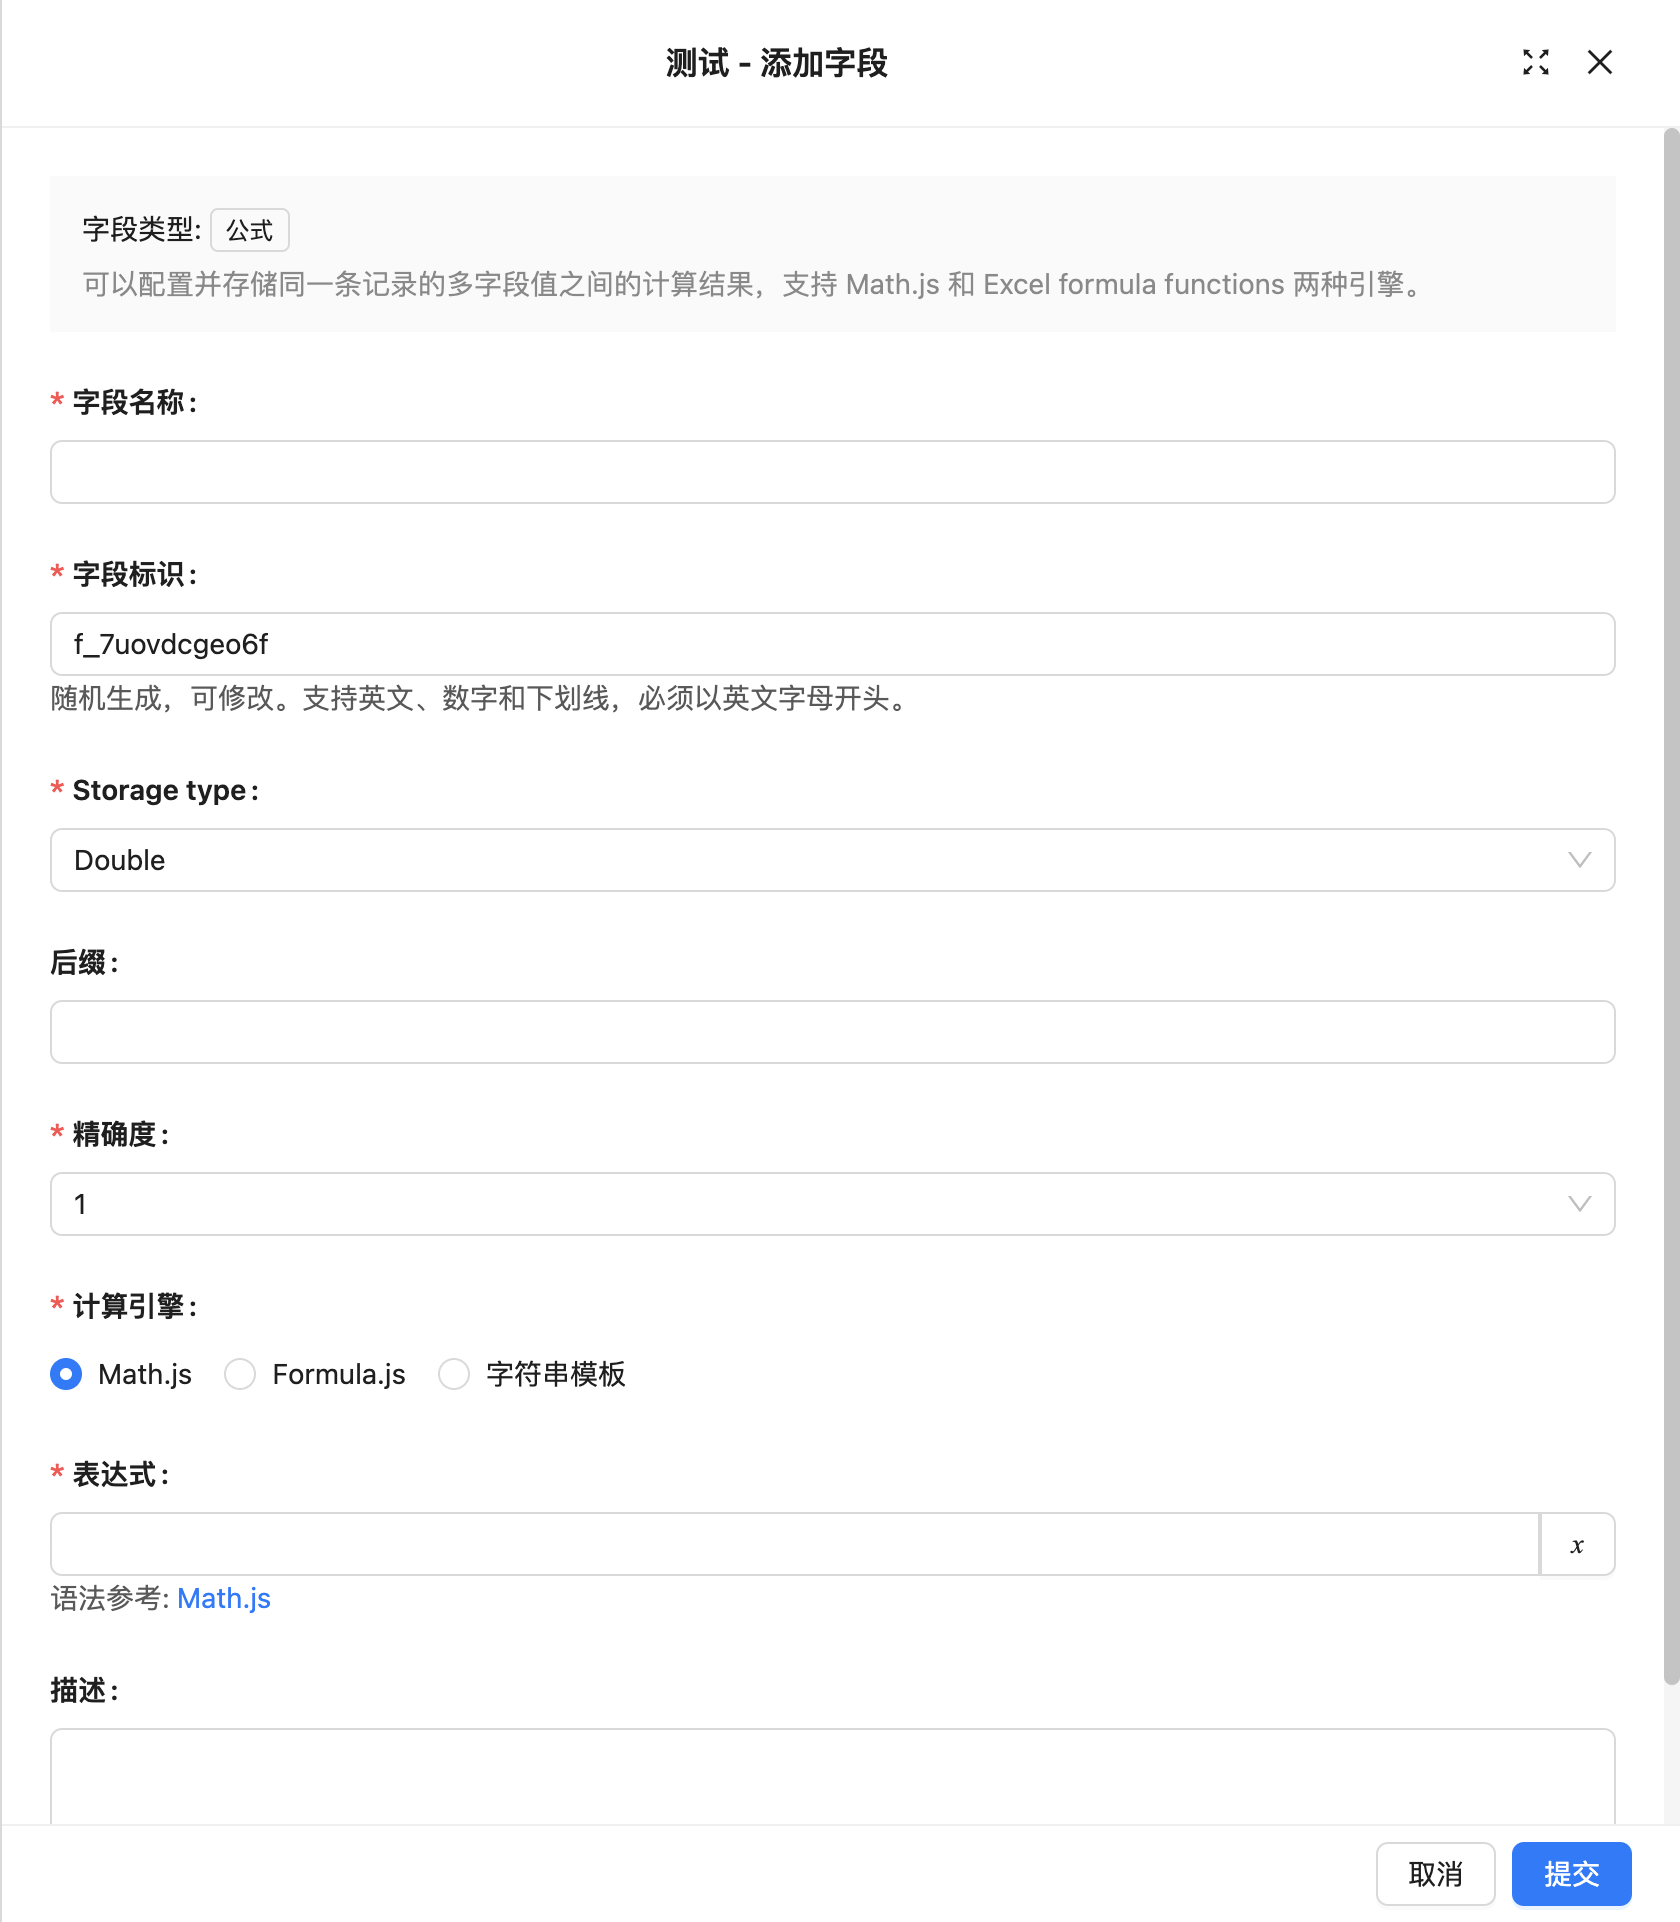 测试 - 添加字段
字段类型: 公式
可以配置并存储同一条记录的多字段值之间的计算结果，支持 Math.js 和 Excel formula functions 两种引擎。
* 字段名称:
* 字段标识:
f_7uovdcgeo6f
随机生成，可修改。支持英文、数字和下划线，必须以英文字母开头。
* Storage type:
Double
后缀:
* 精确度:
1
* 计算引擎:
Math.js Formula.js 字符串模板
* 表达式:
x
语法参考: Math.js
描述:
取消 提交